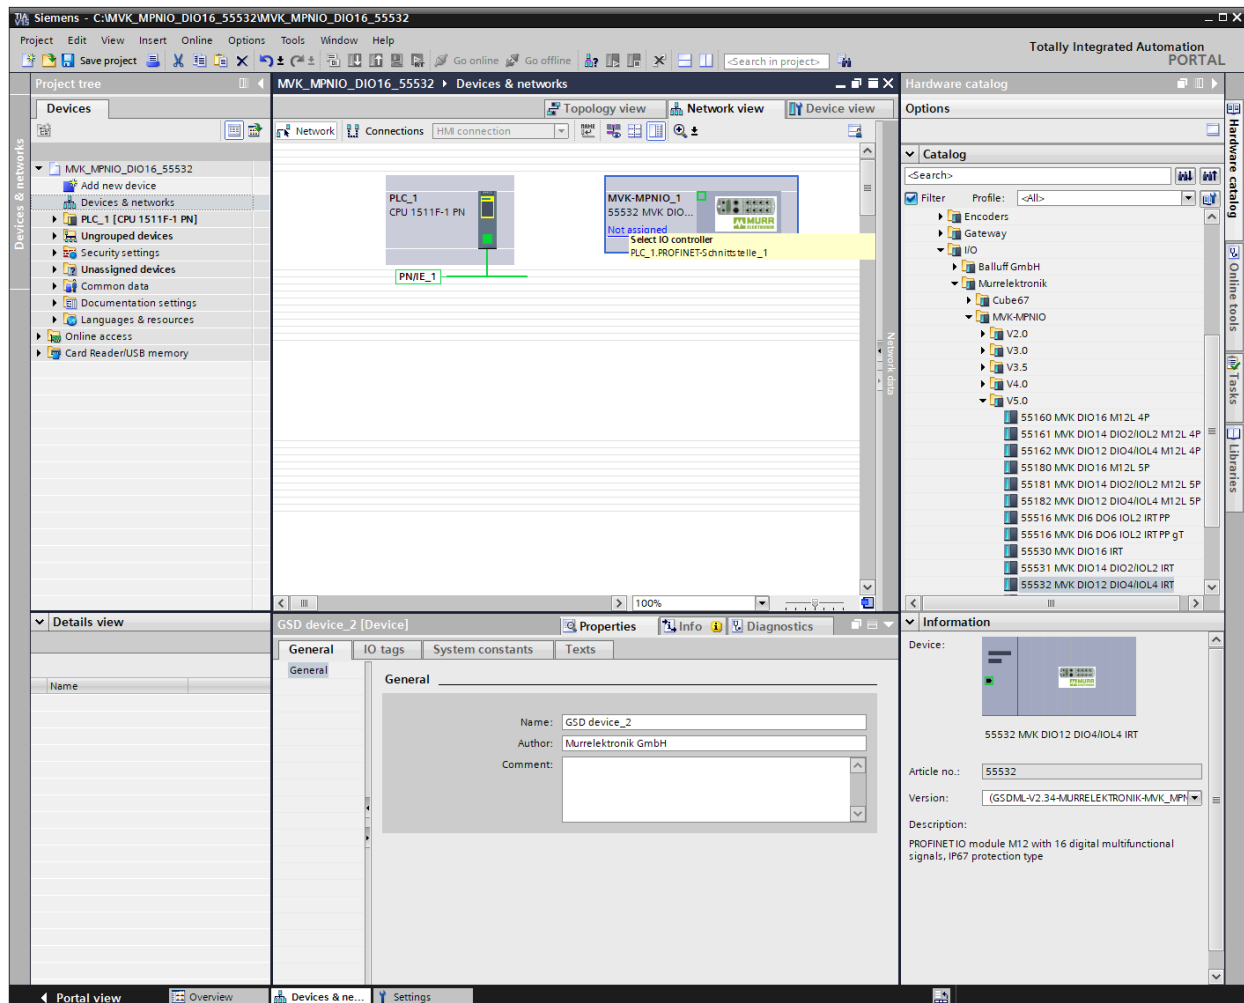 Siemens - C:\MVK_MPNIO_DIO16_55532\MVK_MPNIO_DIO16_55532
Project Edit View Insert Online Options Tools Window Help
Totally Integrated Automation
PORTAL
Save project Go online Go offline <Search in project>
Project tree
MVK_MPNIO_DIO16_55532 Devices & networks
Hardware catalog
Devices
Topology view Network view Device view
Options
Network Connections HMI connection
Devices & networks
MVK_MPNIO_DIO16_55532
Add new device
Devices & networks
PLC_1 [CPU 1511F-1 PN]
Ungrouped devices
Security settings
Unassigned devices
Common data
Documentation settings
Languages & resources
Online access
Card Reader/USB memory
PLC_1
CPU 1511F-1 PN
MVK-MPNIO_1
55532 MVK DIO...
Not assigned
MURR
Select IO controller
PLC_1.PROFINET-Schnittstelle_1
PN/IE_1
Network data
100%
Catalog
<Search>
Filter Profile: <All>
Encoders
Gateway
I/O
Balluff GmbH
Murrelektronik
Cube67
MVK-MPNIO
V2.0
V3.0
V3.5
V4.0
V5.0
55160 MVK DIO16 M12L 4P
55161 MVK DIO14 DIO2/IOL2 M12L 4P
55162 MVK DIO12 DIO4/IOL4 M12L 4P
55180 MVK DIO16 M12L 5P
55181 MVK DIO14 DIO2/IOL2 M12L 5P
55182 MVK DIO12 DIO4/IOL4 M12L 5P
55516 MVK DI6 DO6 IOL2 IRT PP
55516 MVK DI6 DO6 IOL2 IRT PP gT
55530 MVK DIO16 IRT
55531 MVK DIO14 DIO2/IOL2 IRT
55532 MVK DIO12 DIO4/IOL4 IRT
Hardware catalog
Online tools
Tasks
Libraries
Details view
Name
GSD device_2 [Device]
Properties Info Diagnostics
General IO tags System constants Texts
General
General
Name: GSD device_2
Author: Murrelektronik GmbH
Comment:
Information
Device:
MURR
55532 MVK DIO12 DIO4/IOL4 IRT
Article no.: 55532
Version: (GSDML-V2.34-MURRELEKTRONIK-MVK_MPN
Description:
PROFINET IO module M12 with 16 digital multifunctional
signals, IP67 protection type
Portal view Overview Devices & ne... Settings